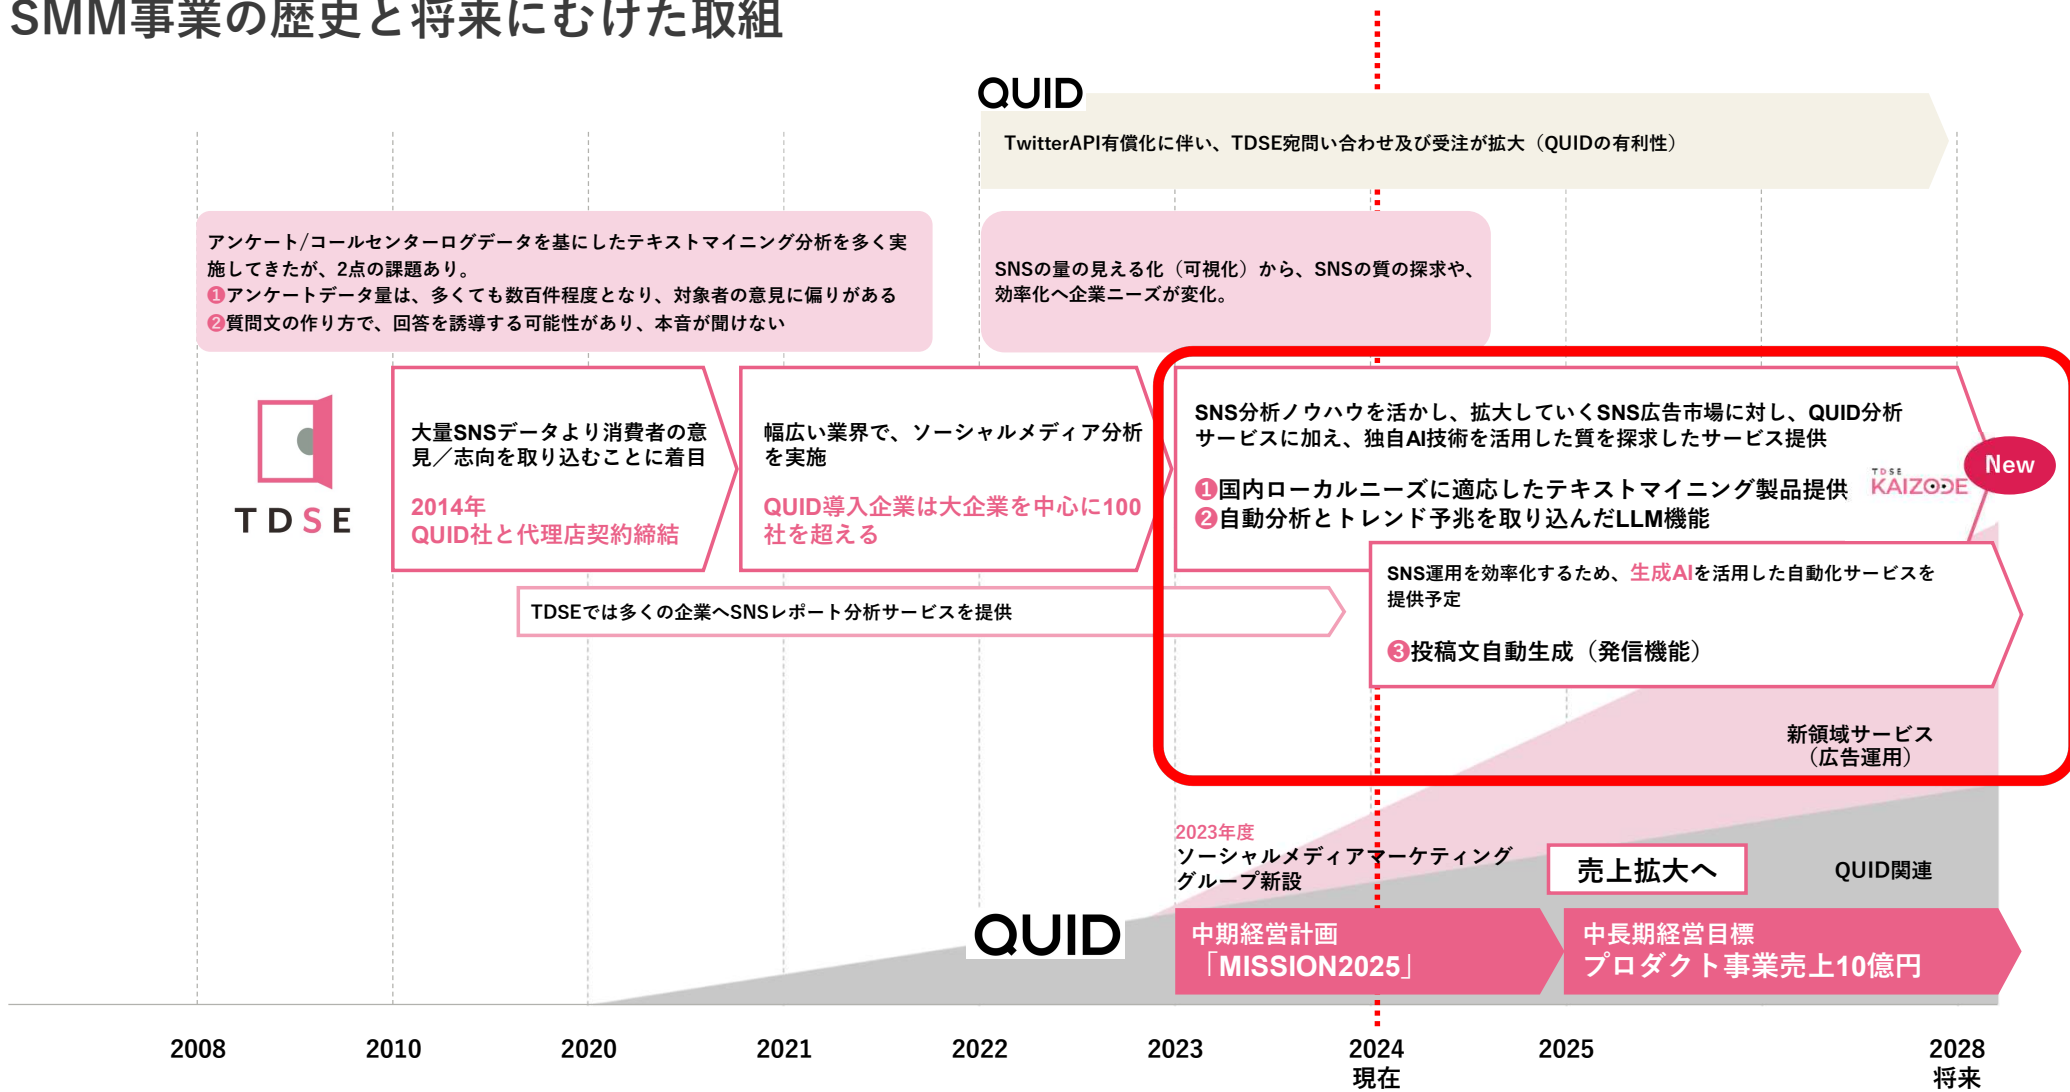 SMM事業の歴史と将来にむけた取組
QUID
TwitterAPI有償化に伴い、TDSE宛問い合わせ及び受注が拡大（QUIDの有利性）
アンケート/コールセンターログデータを基にしたテキストマイニング分析を多く実
施してきたが、2点の課題あり。
❶アンケートデータ量は、多くても数百件程度となり、対象者の意見に偏りがある
❷質問文の作り方で、回答を誘導する可能性があり、本音が聞けない
SNSの量の見える化（可視化）から、SNSの質の探求や、
効率化へ企業ニーズが変化。
TDSE
大量SNSデータより消費者の意
見／志向を取り込むことに着目
2014年
QUID社と代理店契約締結
幅広い業界で、ソーシャルメディア分析
を実施
QUID導入企業は大企業を中心に100
社を超える
SNS分析ノウハウを活かし、拡大していくSNS広告市場に対し、QUID分析
サービスに加え、独自AI技術を活用した質を探求したサービス提供
❶国内ローカルニーズに適応したテキストマイニング製品提供
❷自動分析とトレンド予兆を取り込んだLLM機能
TDSE
KAIZODE
New
SNS運用を効率化するため、生成AIを活用した自動化サービスを
提供予定
❸投稿文自動生成（発信機能）
TDSEでは多くの企業へSNSレポート分析サービスを提供
新領域サービス
（広告運用）
2023年度
ソーシャルメディアマーケティング
グループ新設
売上拡大へ
QUID関連
QUID
中期経営計画
「MISSION2025」
中長期経営目標
プロダクト事業売上10億円
2008
2010
2020
2021
2022
2023
2024
現在
2025
2028
将来